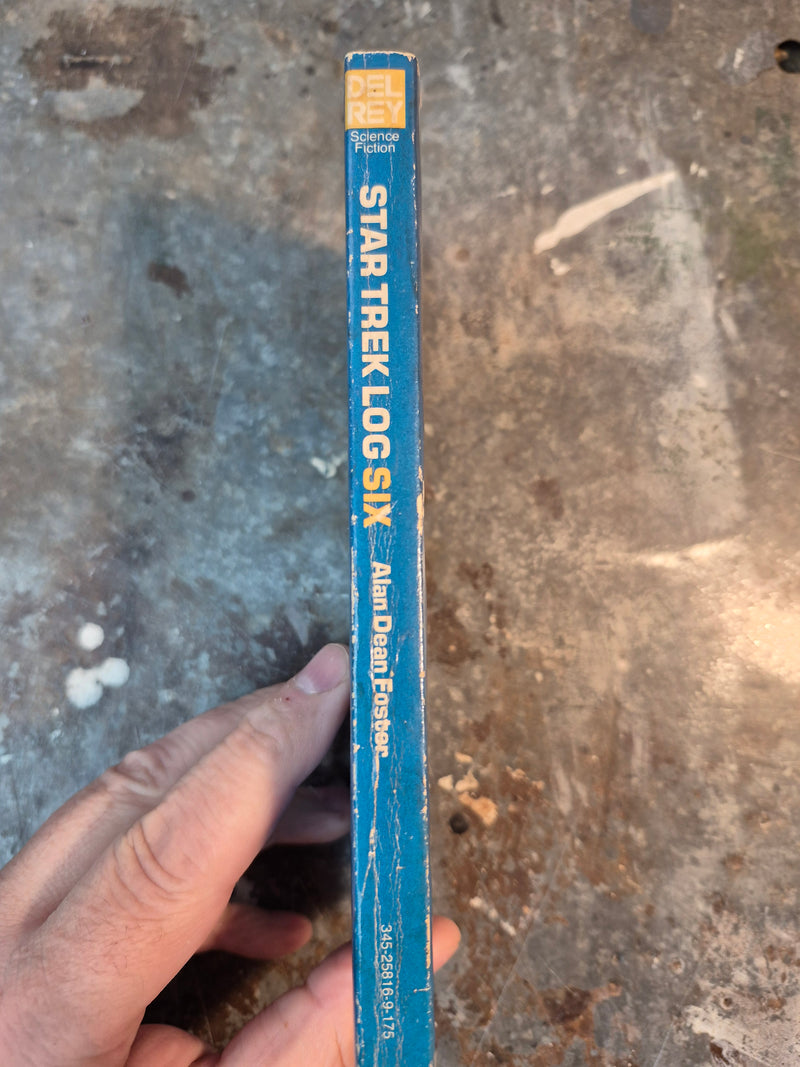 DEL
REY
Science
Fiction
STAR TREK LOG SIX
Alan Dean Foster
345-25816-9-175